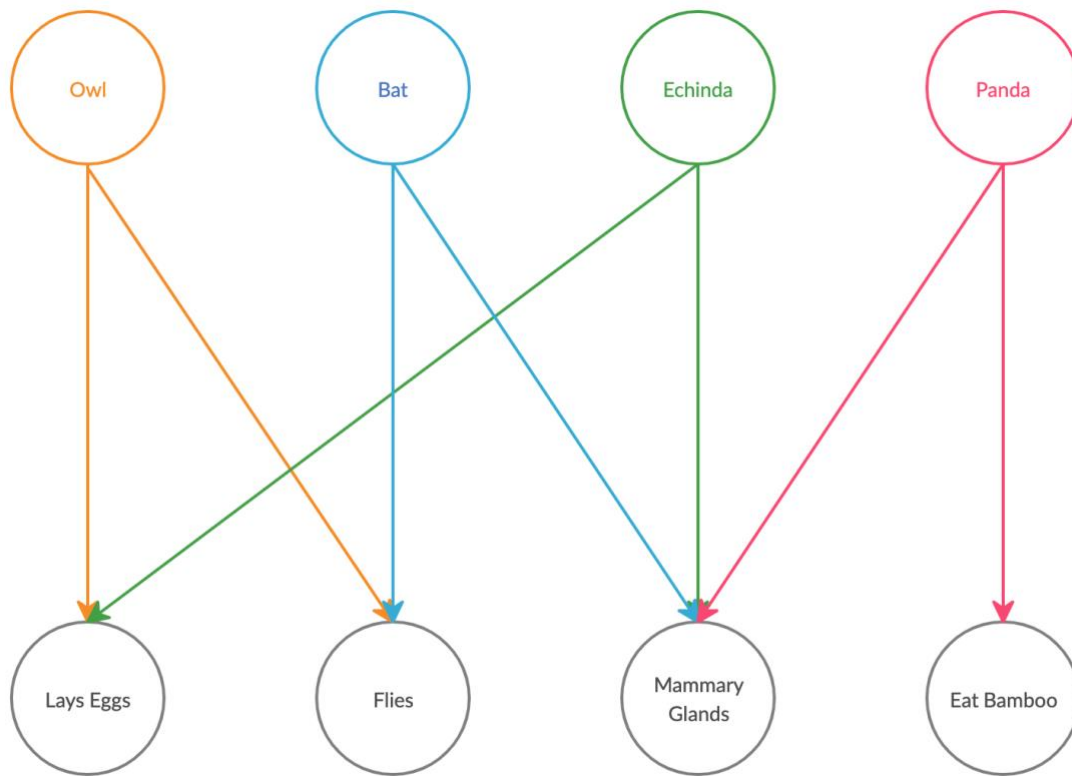 Owl
Bat
Echinda
Panda
Lays Eggs
Flies
Mammary
Glands
Eat Bamboo